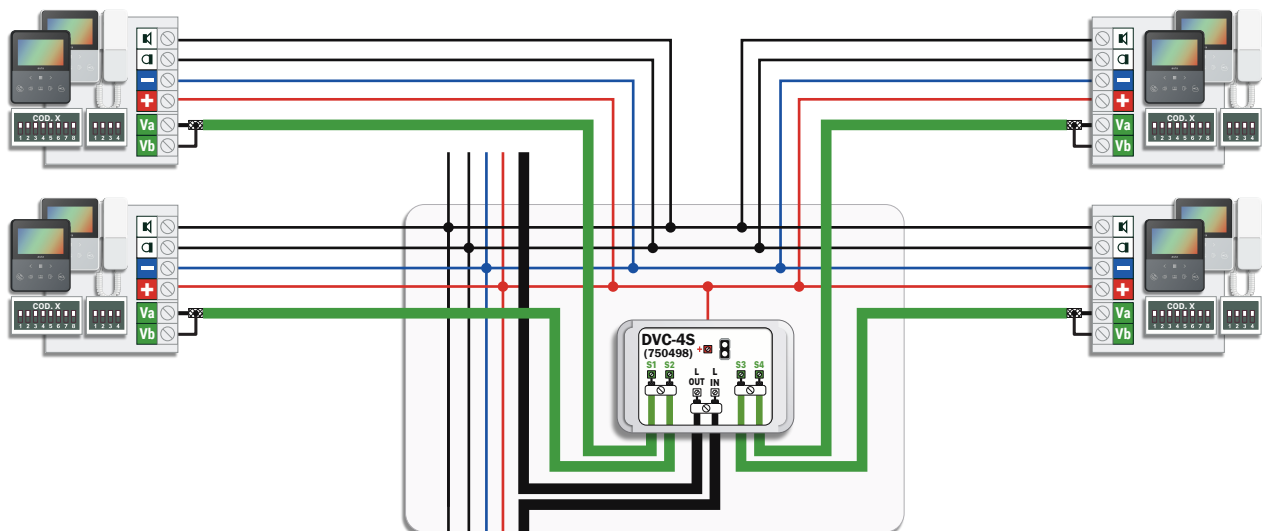 +
Va
Vb
COD. X
1 2 3 4 5 6 7 8
1 2 3 4
+
Va
Vb
COD. X
1 2 3 4 5 6 7 8
1 2 3 4
+
Va
Vb
COD. X
1 2 3 4 5 6 7 8
1 2 3 4
+
Va
Vb
COD. X
1 2 3 4 5 6 7 8
1 2 3 4
DVC-4S
(750498) +
S1 S2 L L S3 S4
OUT IN